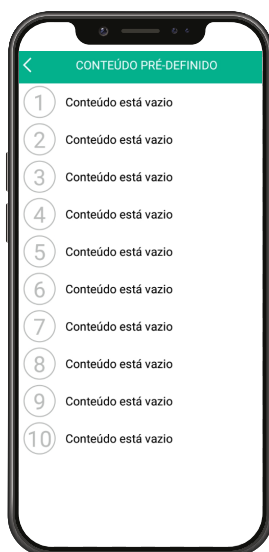 CONTEÚDO PRÉ-DEFINIDO
1 Conteúdo está vazio
2 Conteúdo está vazio
3 Conteúdo está vazio
4 Conteúdo está vazio
5 Conteúdo está vazio
6 Conteúdo está vazio
7 Conteúdo está vazio
8 Conteúdo está vazio
9 Conteúdo está vazio
10 Conteúdo está vazio